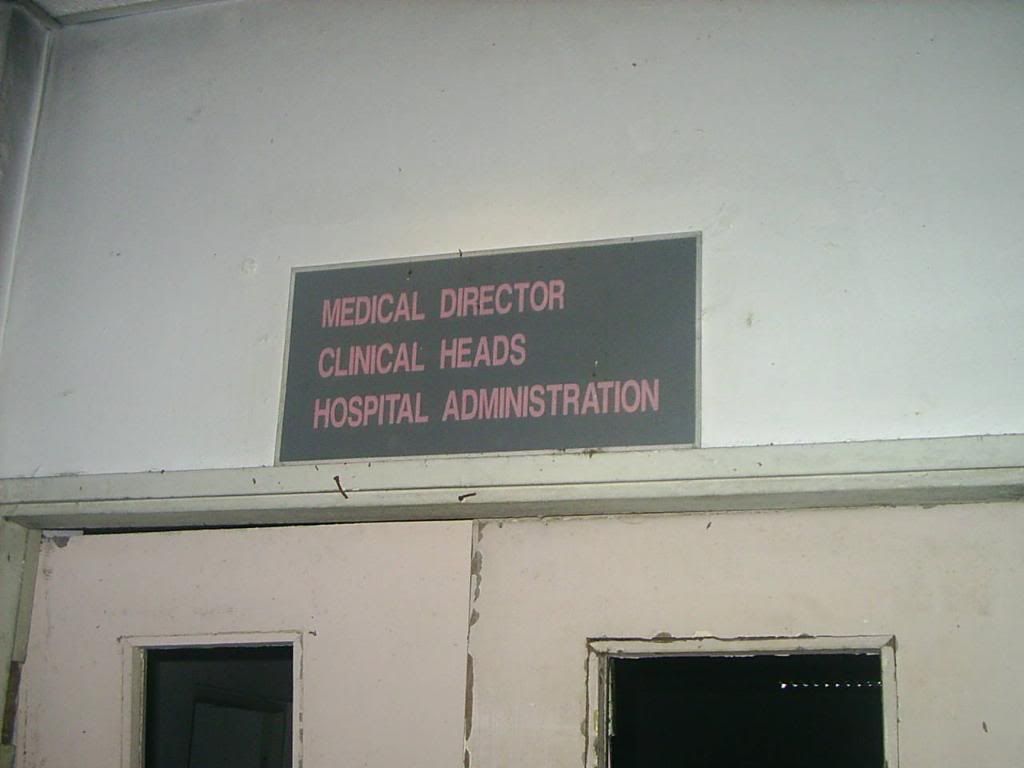 MEDICAL DIRECTOR
CLINICAL HEADS
HOSPITAL ADMINISTRATION